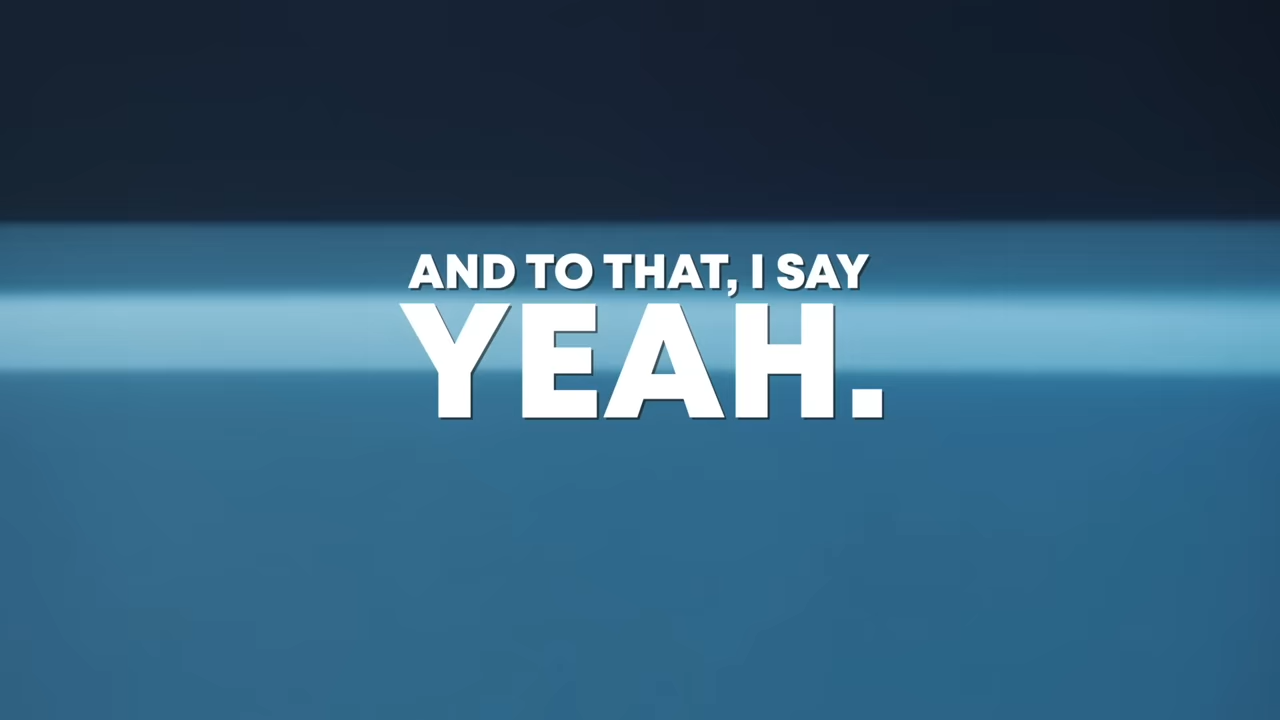 AND TO THAT, I SAY
YEAH.